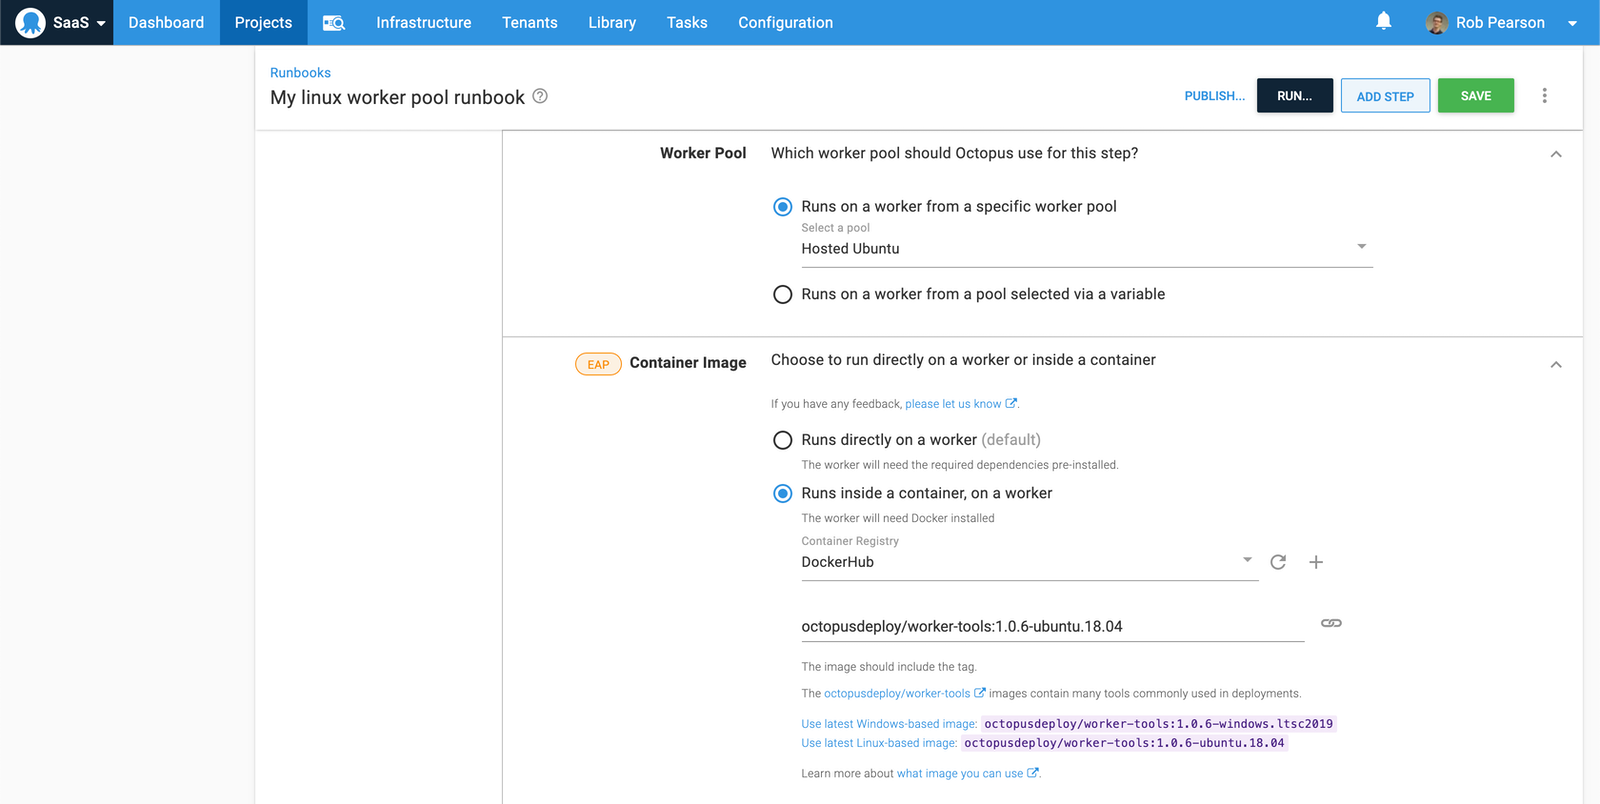 SaaS Dashboard Projects Infrastructure Tenants Library Tasks Configuration Rob Pearson
Runbooks
My linux worker pool runbook ?
PUBLISH... RUN... ADD STEP SAVE
Worker Pool Which worker pool should Octopus use for this step?
Runs on a worker from a specific worker pool
Select a pool
Hosted Ubuntu
Runs on a worker from a pool selected via a variable
EAP Container Image Choose to run directly on a worker or inside a container
If you have any feedback, please let us know.
Runs directly on a worker (default)
The worker will need the required dependencies pre-installed.
Runs inside a container, on a worker
The worker will need Docker installed
Container Registry
DockerHub
octopusdeploy/worker-tools:1.0.6-ubuntu.18.04
The image should include the tag.
The octopusdeploy/worker-tools images contain many tools commonly used in deployments.
Use latest Windows-based image: octopusdeploy/worker-tools:1.0.6-windows.ltsc2019
Use latest Linux-based image: octopusdeploy/worker-tools:1.0.6-ubuntu.18.04
Learn more about what image you can use.